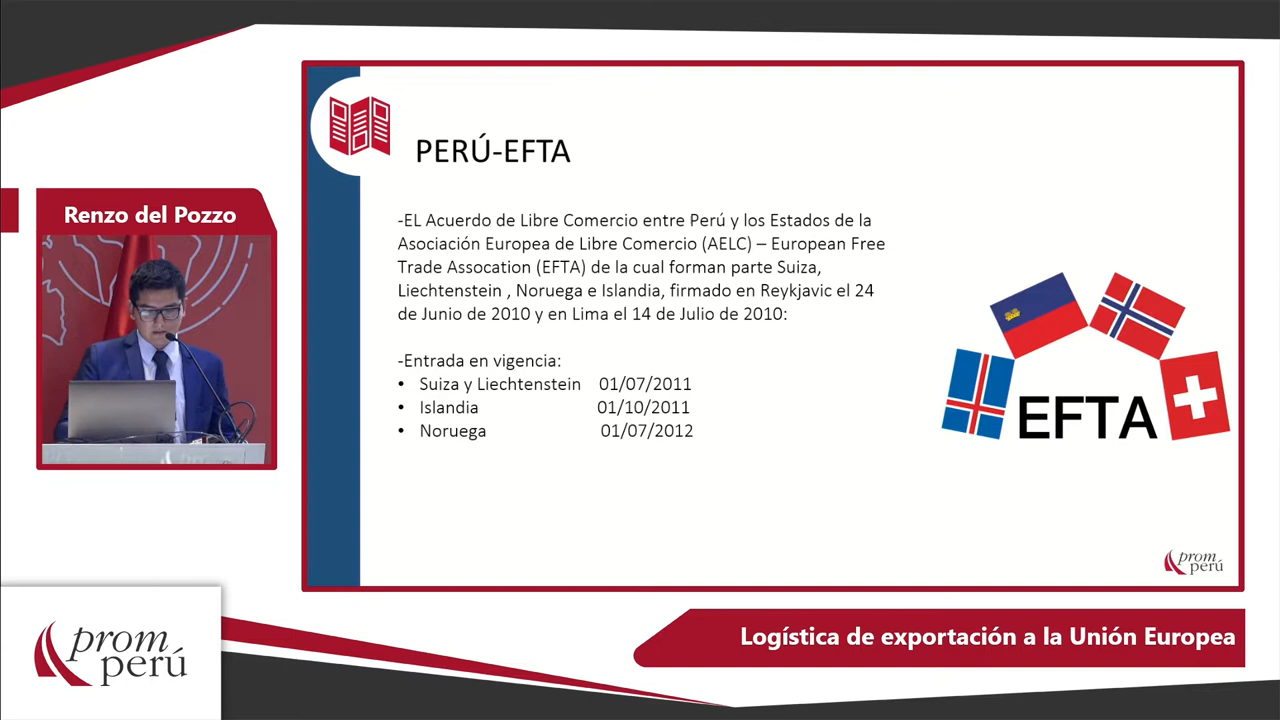 Renzo del Pozzo
PERÚ-EFTA
-EL Acuerdo de Libre Comercio entre Perú y los Estados de la
Asociación Europea de Libre Comercio (AELC) – European Free
Trade Assocation (EFTA) de la cual forman parte Suiza,
Liechtenstein , Noruega e Islandia, firmado en Reykjavic el 24
de Junio de 2010 y en Lima el 14 de Julio de 2010:
-Entrada en vigencia:
• Suiza y Liechtenstein 01/07/2011
• Islandia 01/10/2011
• Noruega 01/07/2012
EFTA
prom
perú
Logística de exportación a la Unión Europea
prom
perú